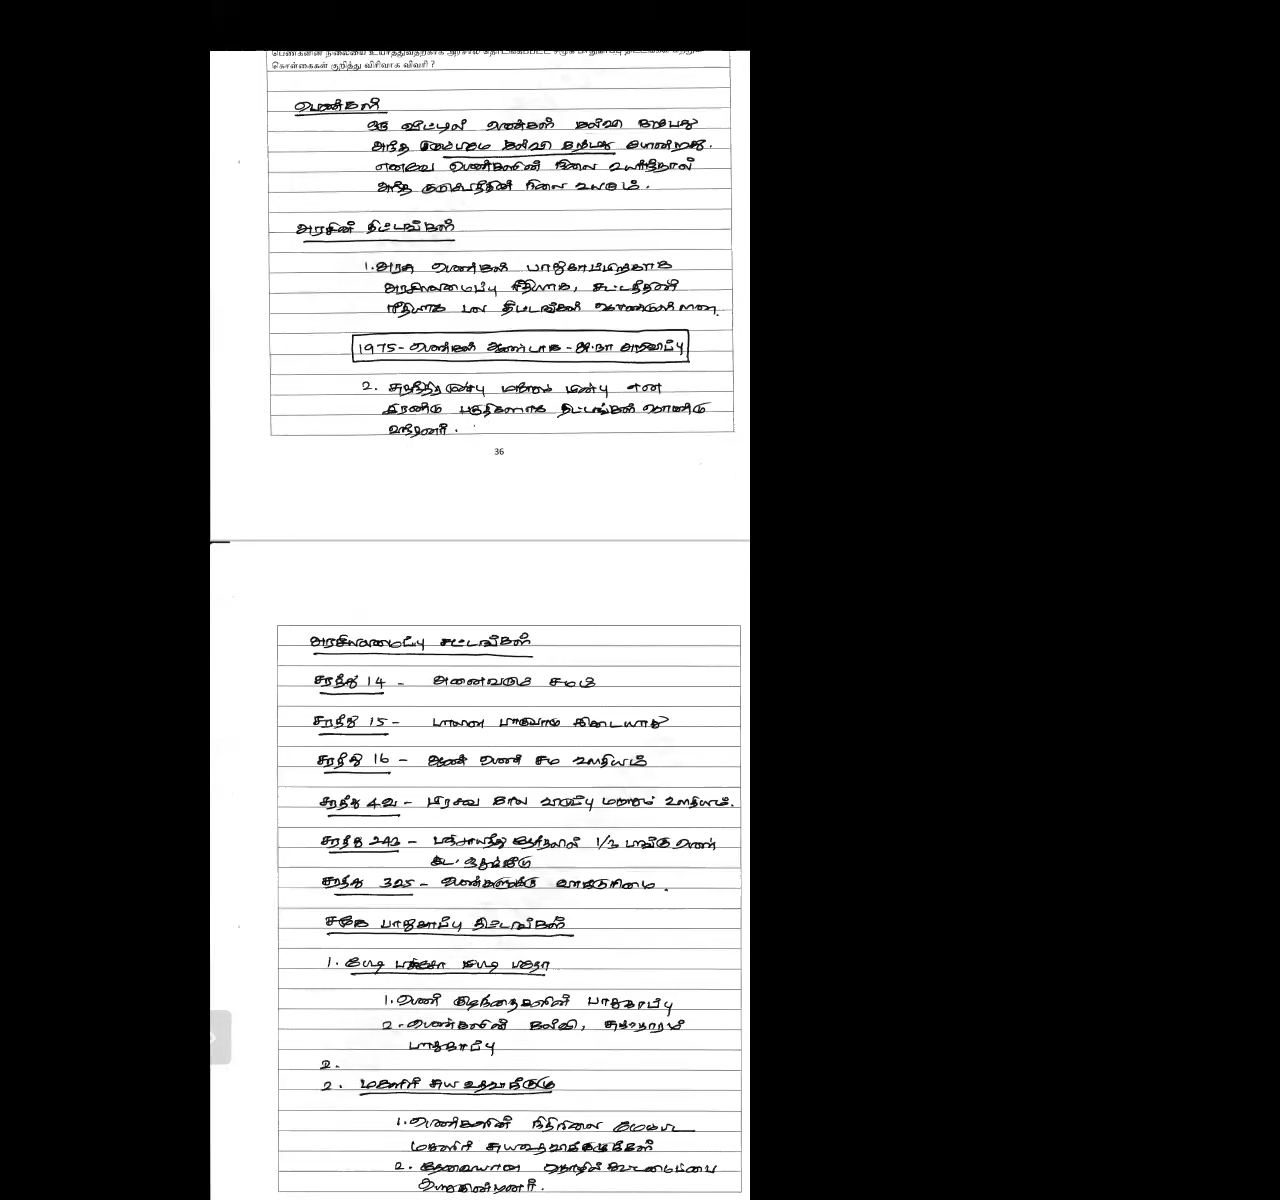 கொள்கைகள் குறித்து விரிவாக விவரி ?
பெண்கள்
ஒரு வீட்டில் பெண்கள் கல்வி கற்பது
அந்த கல்வி கற்பது போன்றது.
எனவே பெண்களின் நிலை உயர்ந்தால்
அந்த குடும்பத்தின் நிலை உயரும்.
அரசின் திட்டங்கள்
1. அரசு பெண்கள் பாதுகாப்பிற்காக
அரசியலமைப்பு ரீதியாக, சட்டத்தின்
ரீதியாக பல திட்டங்கள் கொண்டுள்ளன.
1975 - பெண்கள் ஆண்டாக - ஐ.நா அறிவிப்பு
2. சுதந்திர முன்பு மற்றும் பின்பு என
இரண்டு பகுதிகளாக திட்டங்கள் கொண்டு
வந்தனர்.
36
அரசியலமைப்பு சட்டங்கள்
சரத்து 14 - அனைவரும் சமம்
சரத்து 15 - பாலின பாகுபாடு கிடையாது
சரத்து 16 - ஆண் பெண் சம ஊதியம்
சரத்து 42 - பிரசவ கால விடுப்பு மற்றும் ஊதியம்.
சரத்து 243 - பஞ்சாயத்து தேர்தலில் 1/3 பங்கு பெண்
இட ஒதுக்கீடு
சரத்து 325 - பெண்களுக்கு வாக்குரிமை.
சமூக பாதுகாப்பு திட்டங்கள்
1. பேடி பச்சோ பேடி படோ
1. பெண் குழந்தைகளின் பாதுகாப்பு
2. பெண்களின் கல்வி, சுகாதாரம்
பாதுகாப்பு
2.
2. மகளிர் சுய உதவிக்குழு
1. பெண்களின் நிதிநிலை மேம்பட
மகளிர் சுயஉதவிக்குழுக்கள்
2. தேவையான தொழில்